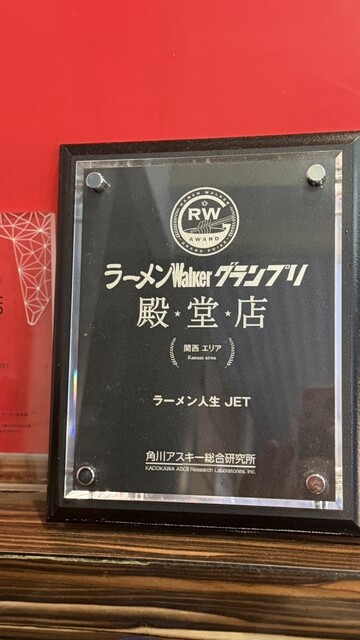 RAMEN WALKER
RW
AWARD
GRAND PRIX
ラーメンWalkerグランプリ
殿★堂★店
関西 エリア
Kansai area
ラーメン人生 JET
角川アスキー総合研究所
KADOKAWA ASCII Research Laboratories, Inc.